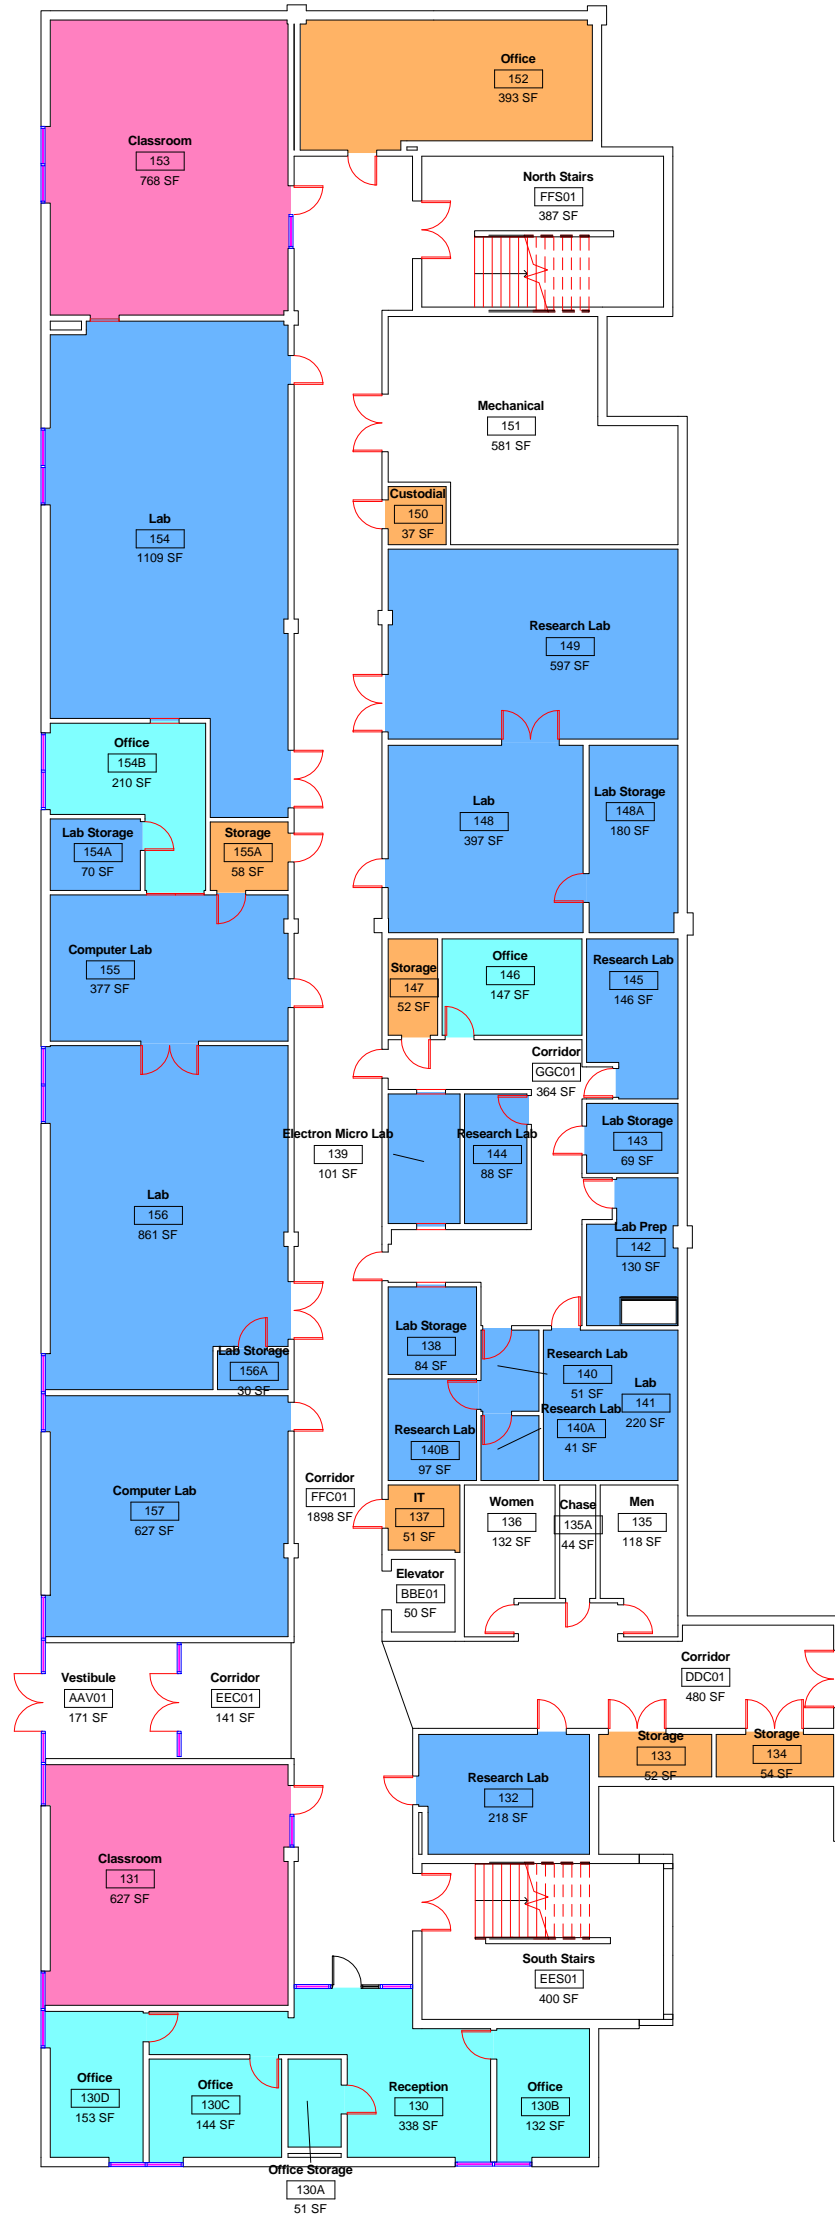 Office
152
393 SF
Classroom
153
768 SF
North Stairs
FFS01
387 SF
Mechanical
151
581 SF
Custodial
150
37 SF
Lab
154
1109 SF
Research Lab
149
597 SF
Office
154B
210 SF
Lab Storage
154A
70 SF
Storage
155A
58 SF
Lab
148
397 SF
Lab Storage
148A
180 SF
Computer Lab
155
377 SF
Storage
147
52 SF
Office
146
147 SF
Research Lab
145
146 SF
Corridor
GGC01
364 SF
Electron Micro Lab
139
101 SF
Research Lab
144
88 SF
Lab Storage
143
69 SF
Lab
156
861 SF
Lab Prep
142
130 SF
Lab Storage
138
84 SF
Lab Storage
156A
30 SF
Research Lab
140
51 SF
Lab
141
220 SF
Research Lab
140A
41 SF
Research Lab
140B
97 SF
Computer Lab
157
627 SF
Corridor
FFC01
1898 SF
IT
137
51 SF
Women
136
132 SF
Chase
135A
44 SF
Men
135
118 SF
Elevator
BBE01
50 SF
Vestibule
AAV01
171 SF
Corridor
EEC01
141 SF
Corridor
DDC01
480 SF
Storage
133
52 SF
Storage
134
54 SF
Research Lab
132
218 SF
Classroom
131
627 SF
South Stairs
EES01
400 SF
Office
130D
153 SF
Office
130C
144 SF
Reception
130
338 SF
Office
130B
132 SF
Office Storage
130A
51 SF